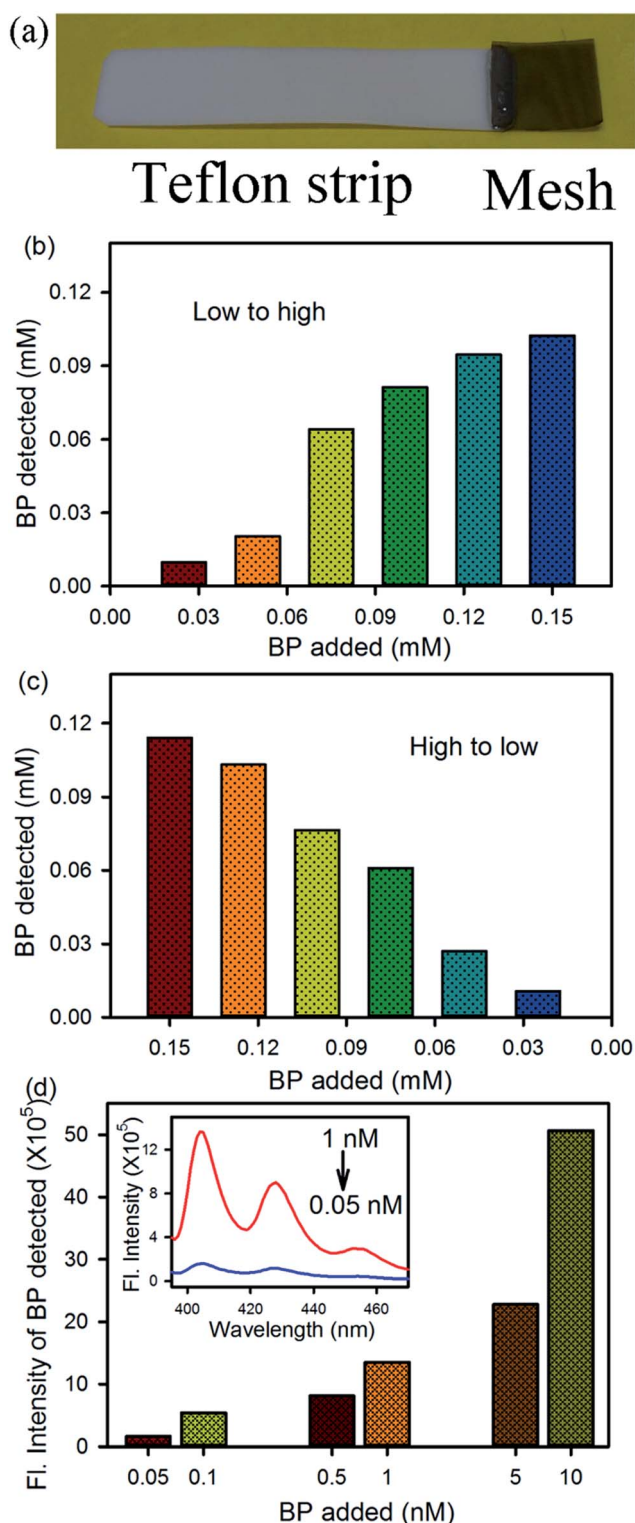 (a)
Teflon strip Mesh
(b)
Low to high
BP detected (mM)
0.12
0.09
0.06
0.03
0.00
0.00 0.03 0.06 0.09 0.12 0.15
BP added (mM)
(c)
High to low
BP detected (mM)
0.12
0.09
0.06
0.03
0.00
0.15 0.12 0.09 0.06 0.03 0.00
BP added (mM)
(d)
Fl. Intensity of BP detected (X10⁵)
50
40
30
20
10
0
Fl. Intensity (X10⁵)
12
8
4
0
1 nM
0.05 nM
400 420 440 460
Wavelength (nm)
0.05 0.1 0.5 1 5 10
BP added (nM)